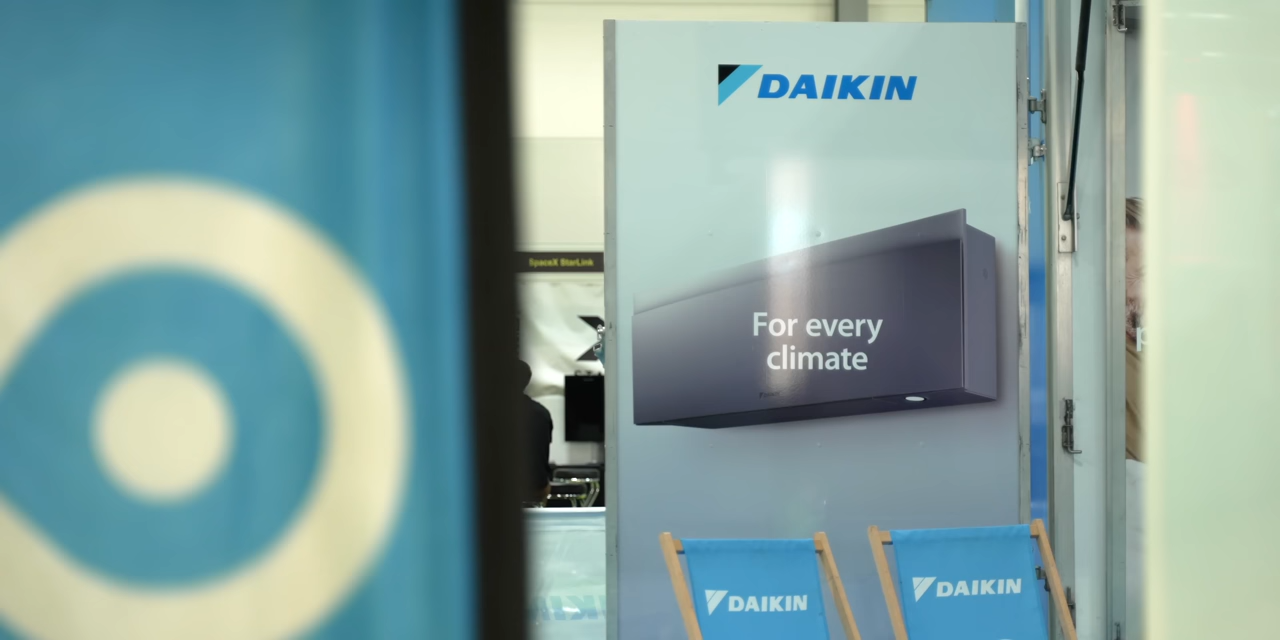 DAIKIN
SpaceX StarLink
For every
climate
DAIKIN
DAIKIN